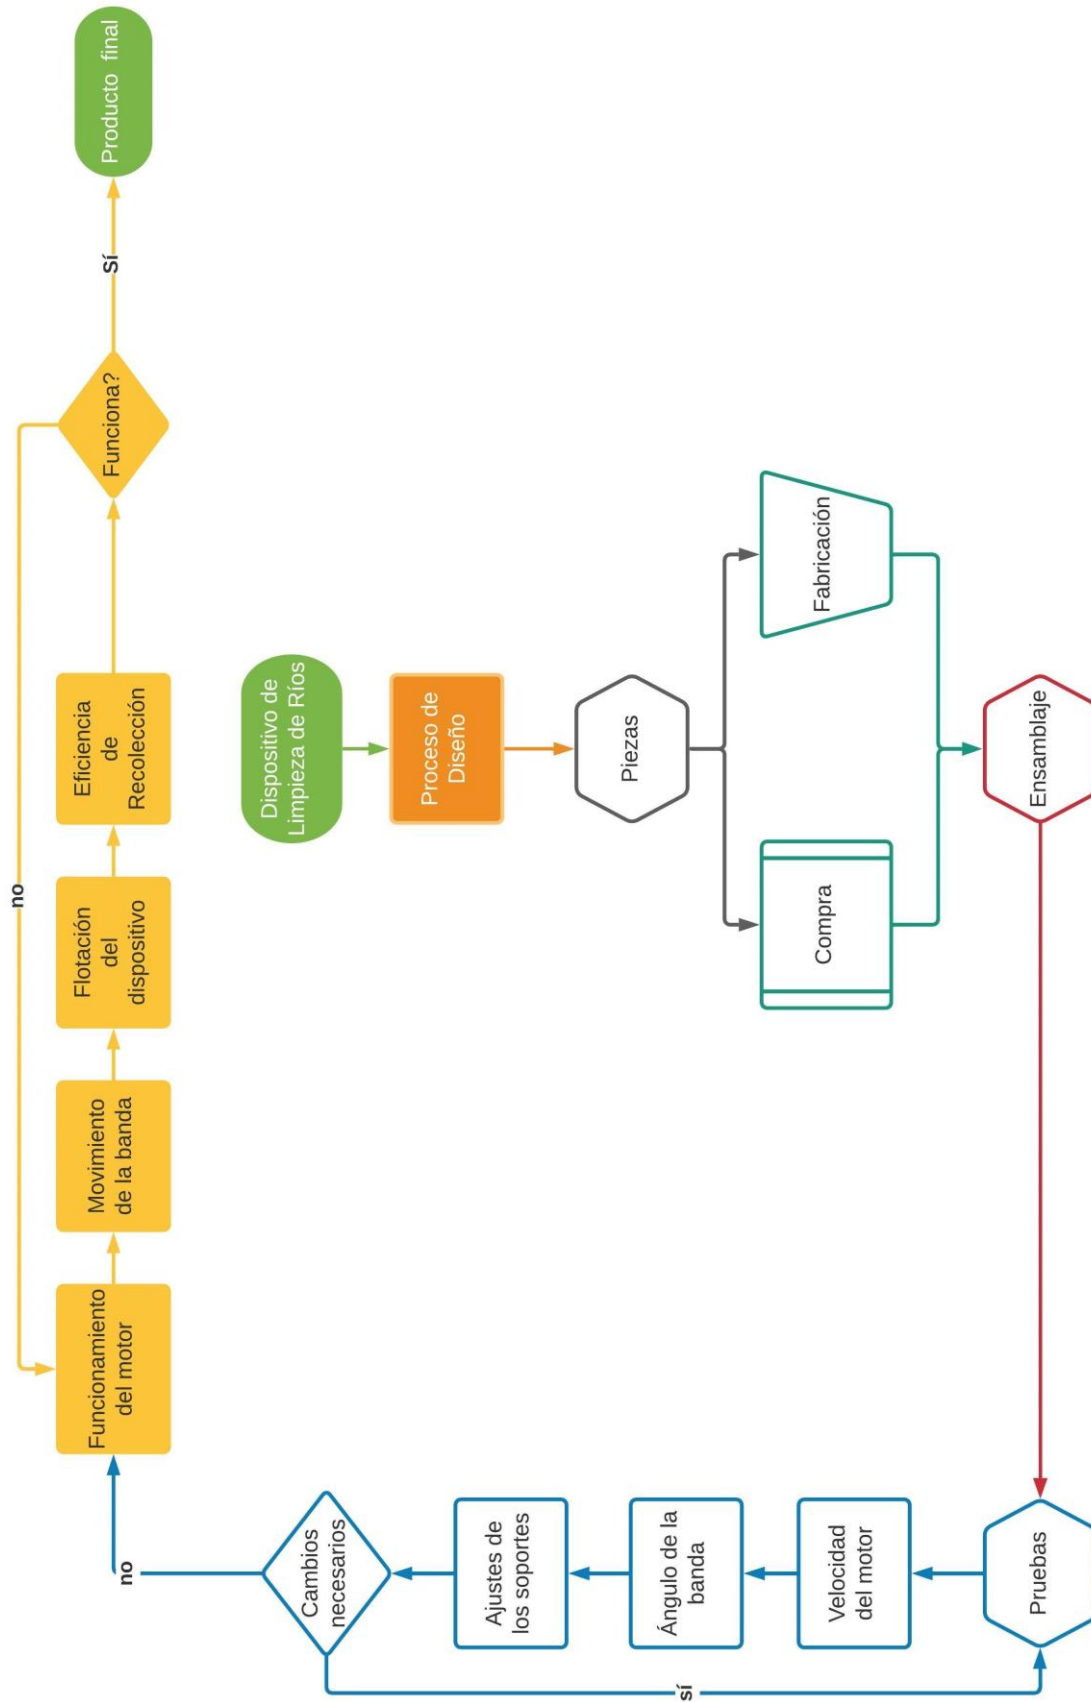 Dispositivo de
Limpieza de Ríos
Proceso de
Diseño
Piezas
Compra
Fabricación
Ensamblaje
Pruebas
Velocidad
del motor
Ángulo de la
banda
Ajustes de
los soportes
Cambios
necesarios
sí
no
Funcionamiento
del motor
Movimiento
de la banda
Flotación
del
dispositivo
Eficiencia
de
Recolección
Funciona?
no
Sí
Producto final